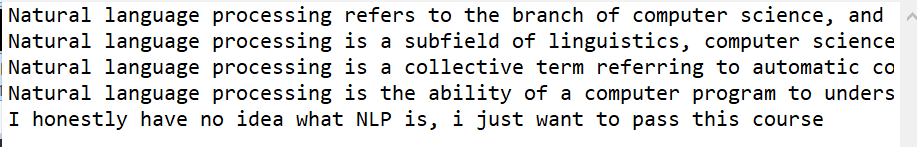 Natural language processing refers to the branch of computer science, and
Natural language processing is a subfield of linguistics, computer science
Natural language processing is a collective term referring to automatic co
Natural language processing is the ability of a computer program to unders
I honestly have no idea what NLP is, i just want to pass this course